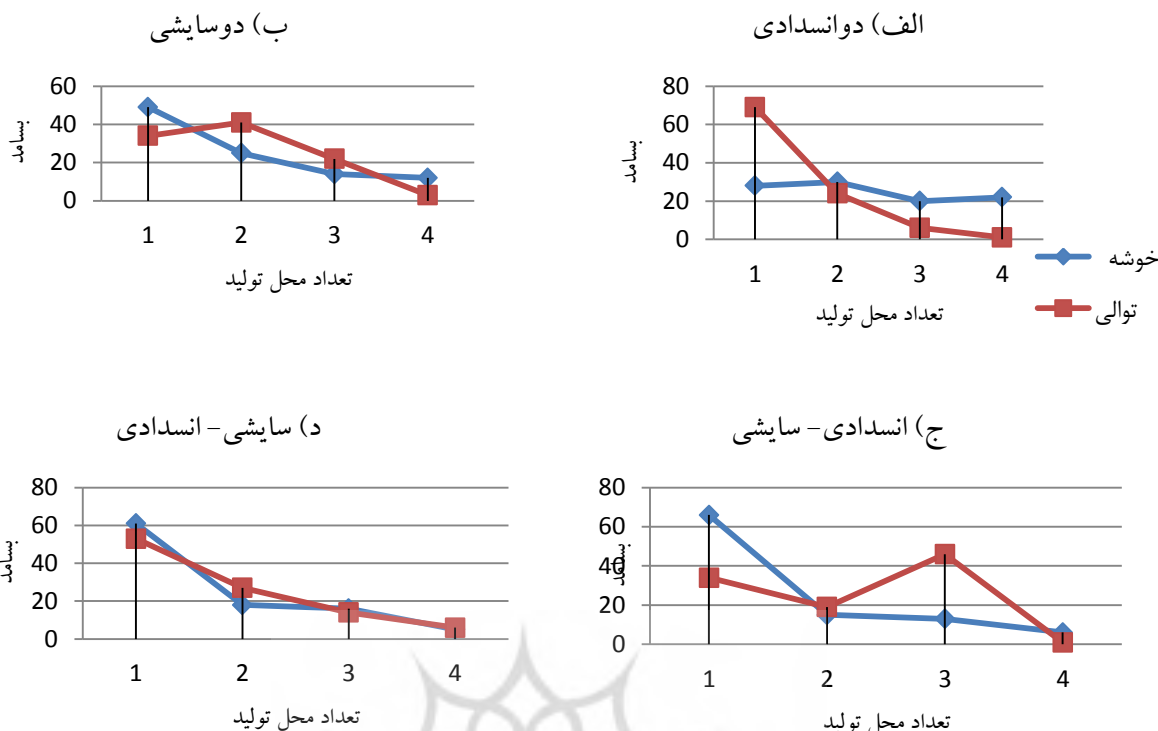 الف) دوانسدادی
80
60
40
20
0
بسامد
1 2 3 4
تعداد محل تولید
خوشه
توالی
ب) دوسایشی
60
40
20
0
بسامد
1 2 3 4
تعداد محل تولید
ج) انسدادی- سایشی
80
60
40
20
0
بسامد
1 2 3 4
تعداد محل تولید
د) سایشی- انسدادی
80
60
40
20
0
بسامد
1 2 3 4
تعداد محل تولید